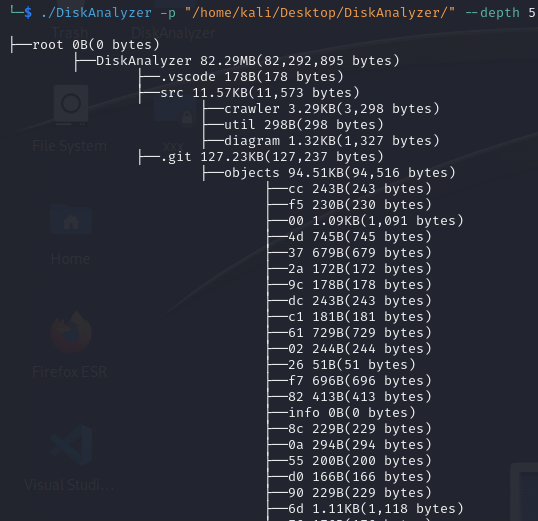 └─$ ./DiskAnalyzer -p "/home/kali/Desktop/DiskAnalyzer/" --depth 5
Trash
DiskAnalyzer
├──root 0B(0 bytes)
├──DiskAnalyzer 82.29MB(82,292,895 bytes)
├──.vscode 178B(178 bytes)
├──src 11.57KB(11,573 bytes)
├──crawler 3.29KB(3,298 bytes)
├──util 298B(298 bytes)
├──diagram 1.32KB(1,327 bytes)
File System
├──.git 127.23KB(127,237 bytes)
├──objects 94.51KB(94,516 bytes)
├──cc 243B(243 bytes)
├──f5 230B(230 bytes)
├──00 1.09KB(1,091 bytes)
├──4d 745B(745 bytes)
├──37 679B(679 bytes)
Home
├──2a 172B(172 bytes)
├──9c 178B(178 bytes)
├──dc 243B(243 bytes)
├──c1 181B(181 bytes)
├──61 729B(729 bytes)
├──02 244B(244 bytes)
├──26 51B(51 bytes)
Firefox ESR
├──f7 696B(696 bytes)
├──82 413B(413 bytes)
├──info 0B(0 bytes)
├──8c 229B(229 bytes)
├──0a 294B(294 bytes)
├──55 200B(200 bytes)
├──d0 166B(166 bytes)
Visual Studi...
├──90 229B(229 bytes)
├──6d 1.11KB(1,118 bytes)